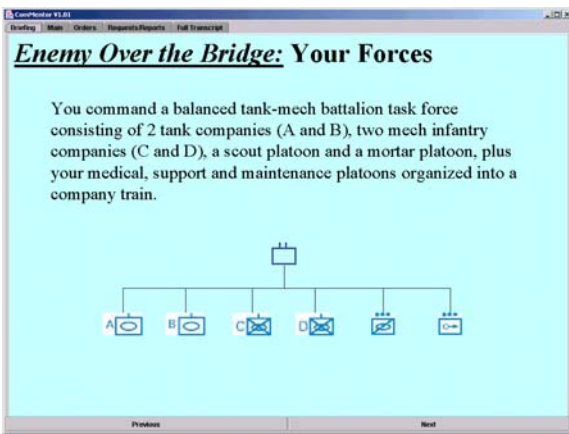 ComMentor V1.01
Briefing Main Orders Requests/Reports Full Transcript
Enemy Over the Bridge: Your Forces
You command a balanced tank-mech battalion task force
consisting of 2 tank companies (A and B), two mech infantry
companies (C and D), a scout platoon and a mortar platoon, plus
your medical, support and maintenance platoons organized into a
company train.
A B C D
Previous Next